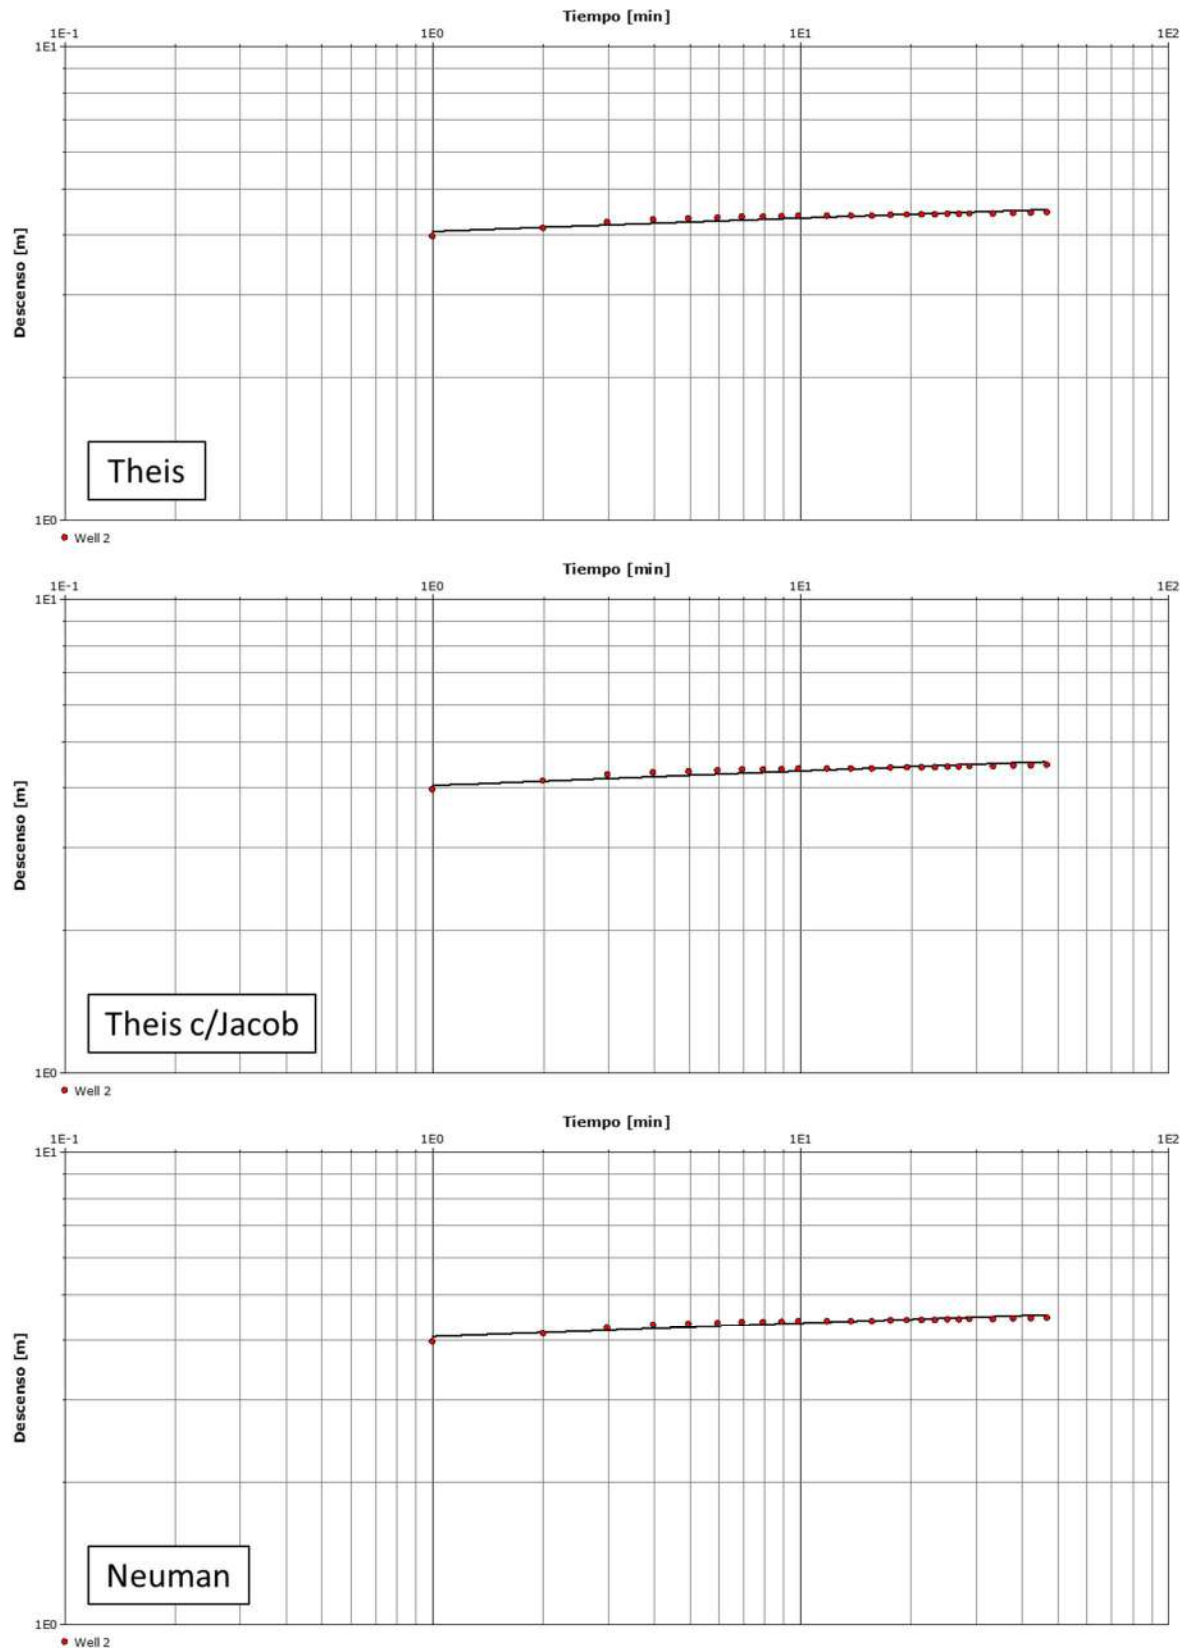 Tiempo [min]
1E-1 1E0 1E1 1E2
1E1
Descenso [m]
Theis
1E0
Well 2
Tiempo [min]
1E-1 1E0 1E1 1E2
1E1
Descenso [m]
Theis c/Jacob
1E0
Well 2
Tiempo [min]
1E-1 1E0 1E1 1E2
1E1
Descenso [m]
Neuman
1E0
Well 2